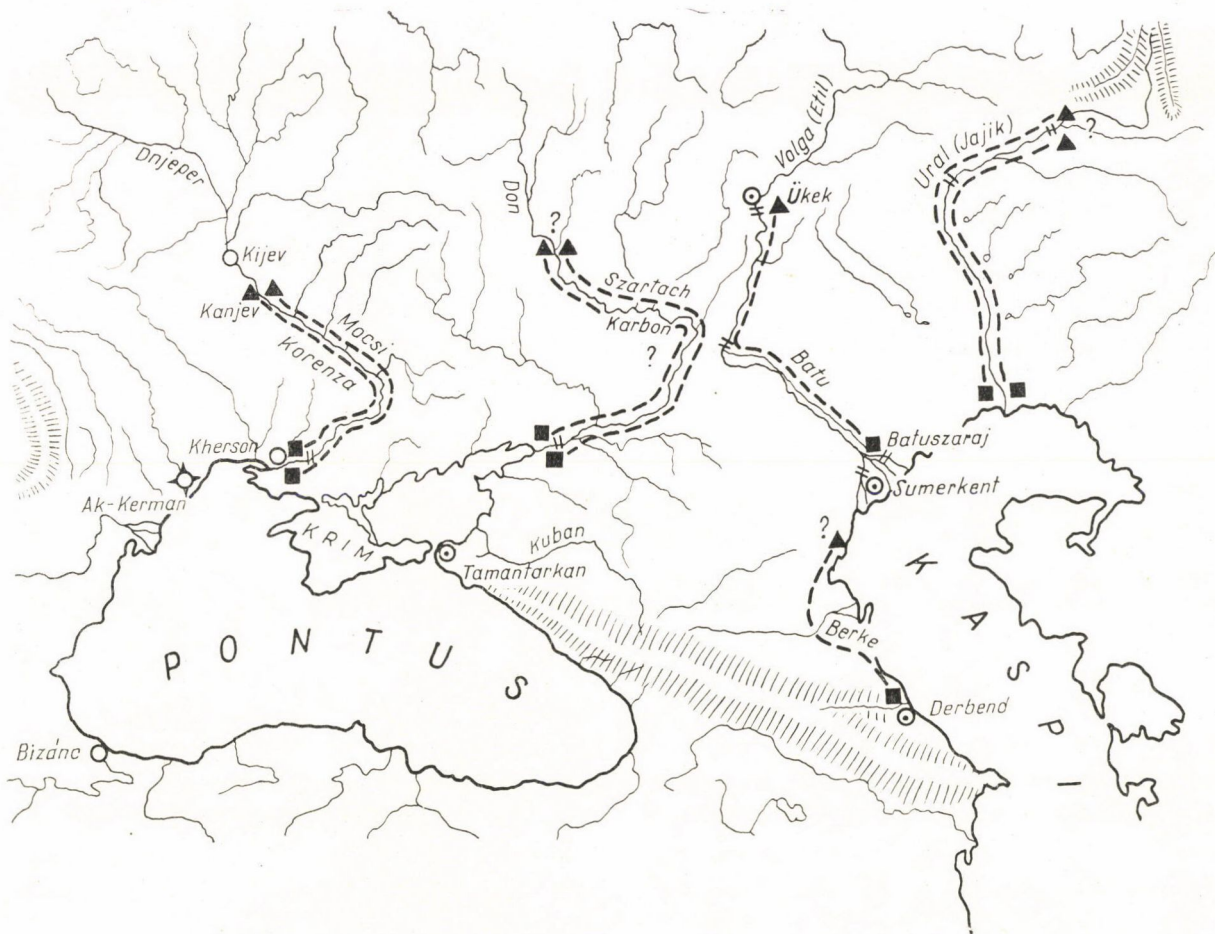 Dnjeper
Don
Volga (Etil)
Ural (Jajik)
?
Ükek
?
Kijev
Szartach
Kanjev
Mocsi
Karbon
Korenza
?
Batu
Kherson
Batuszaraj
Ak-Kerman
Sumerkent
KRIM
Kuban
?
Tamantarkan
PONTUS
Berke
KASPI
Derbend
Bizánc